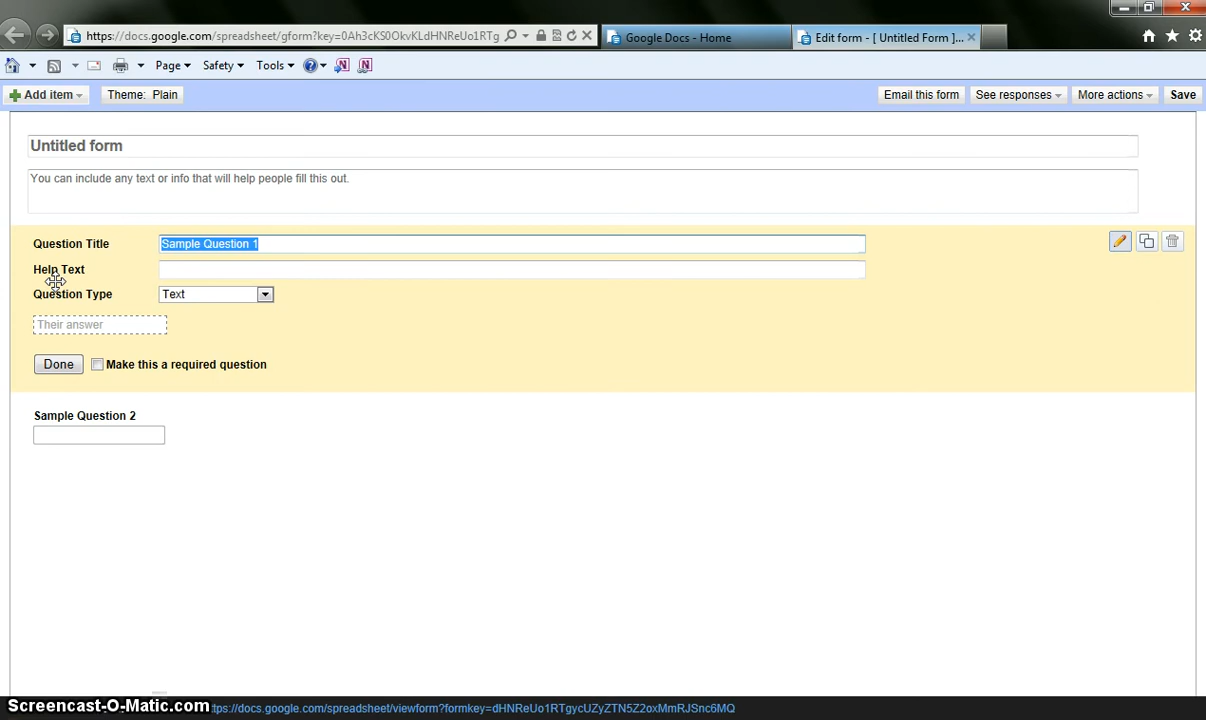 https://docs.google.com/spreadsheet/gform?key=0Ah3cKS0OkvKLdHNReUo1RTg
Google Docs - Home
Edit form - [ Untitled Form ]...
Page
Safety
Tools
Add item
Theme: Plain
Email this form
See responses
More actions
Save
Untitled form
You can include any text or info that will help people fill this out.
Question Title
Sample Question 1
Help Text
Question Type
Text
Their answer
Done
Make this a required question
Sample Question 2
Screencast-O-Matic.com
ttps://docs.google.com/spreadsheet/viewform?formkey=dHNReUo1RTgycUZyZTN5Z2oxMmRJSnc6MQ